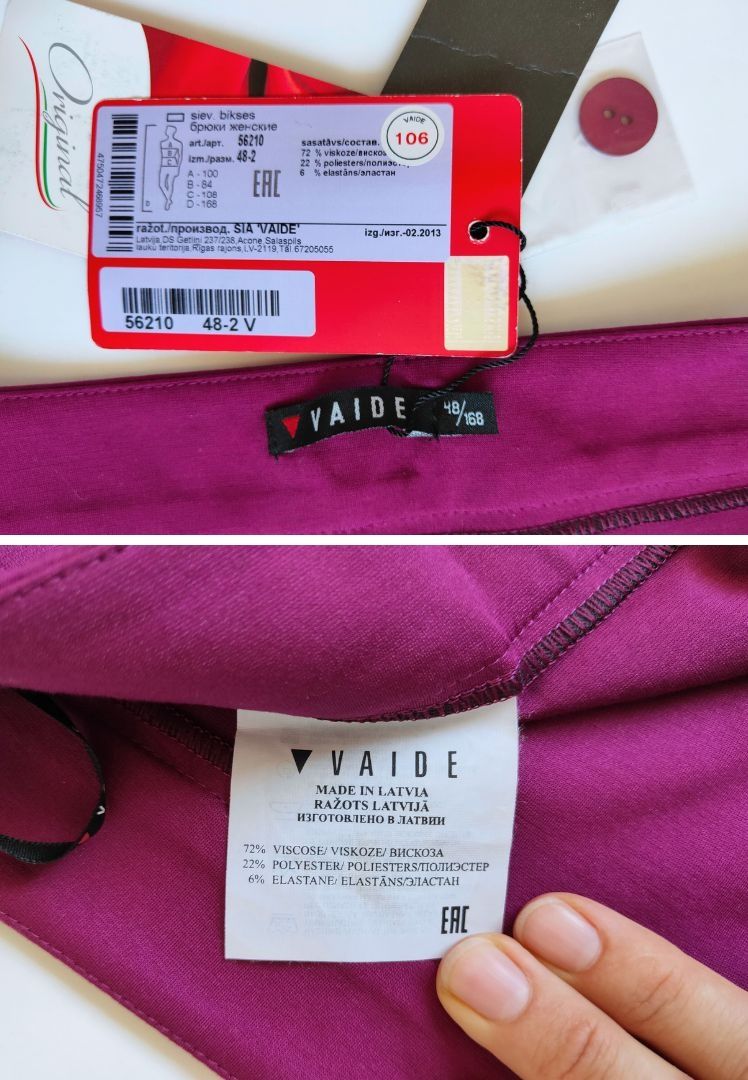 Original
siev. bikses
брюки женские
art./арт. 56210
izm./разм. 48-2
A - 100
B - 84
C - 108
D - 168
A
B
C
D
EAC
sasatāvs/состав.
72 % viskoze/вискоза
22 % poliesters/полиэстер
6 % elastāns/эластан
VAIDE
106
ražot./производ. SIA 'VAIDE'
izg./изг.-02.2013
Latvija,DS Getliņi 237/238,Acone,Salaspils
lauku teritorija,Rīgas rajons,LV-2119,Tāl.67205055
56210 48-2 V
VAIDE 48/168
VAIDE
MADE IN LATVIA
RAŽOTS LATVIJĀ
ИЗГОТОВЛЕНО В ЛАТВИИ
72% VISCOSE/ VISKOZE/ ВИСКОЗА
22% POLYESTER/ POLIESTERS/ПОЛИЭСТЕР
6% ELASTANE/ ELASTĀNS/ЭЛАСТАН
EAC